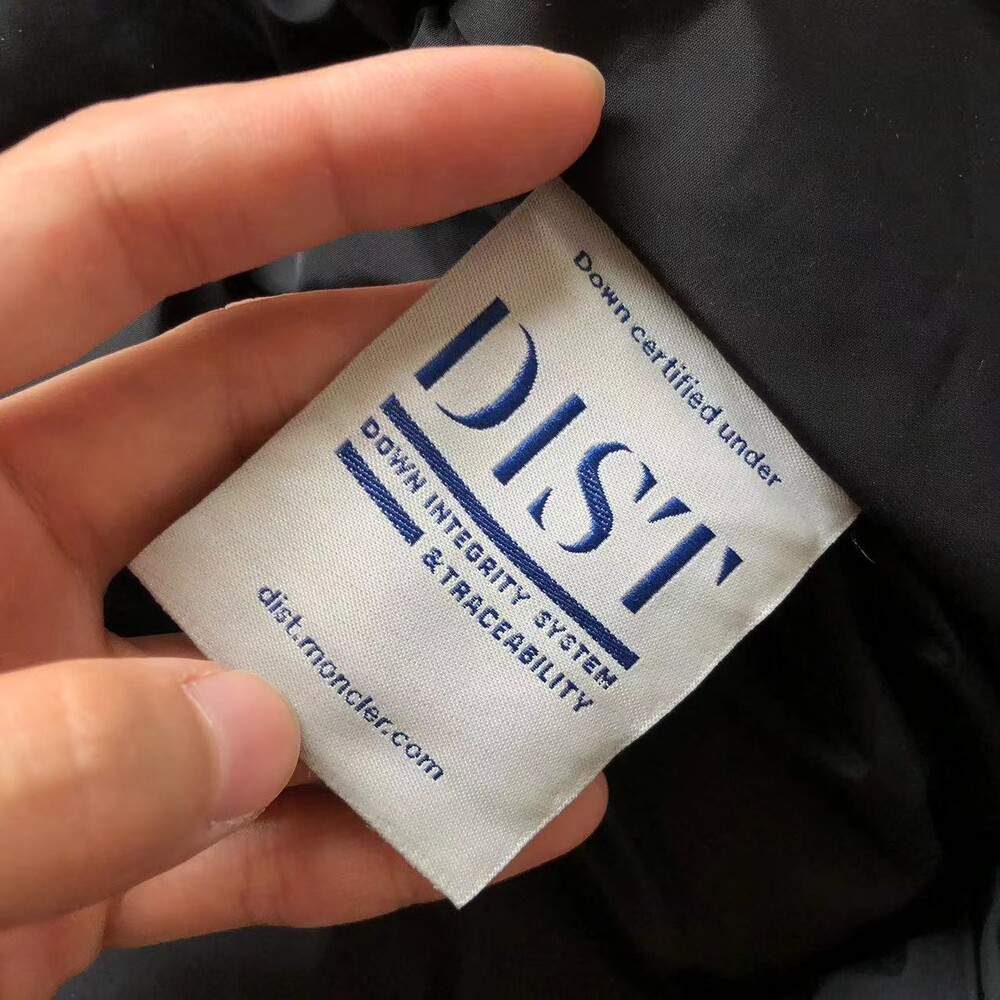 Down certified under
DIST
DOWN INTEGRITY SYSTEM
& TRACEABILITY
dist.moncler.com